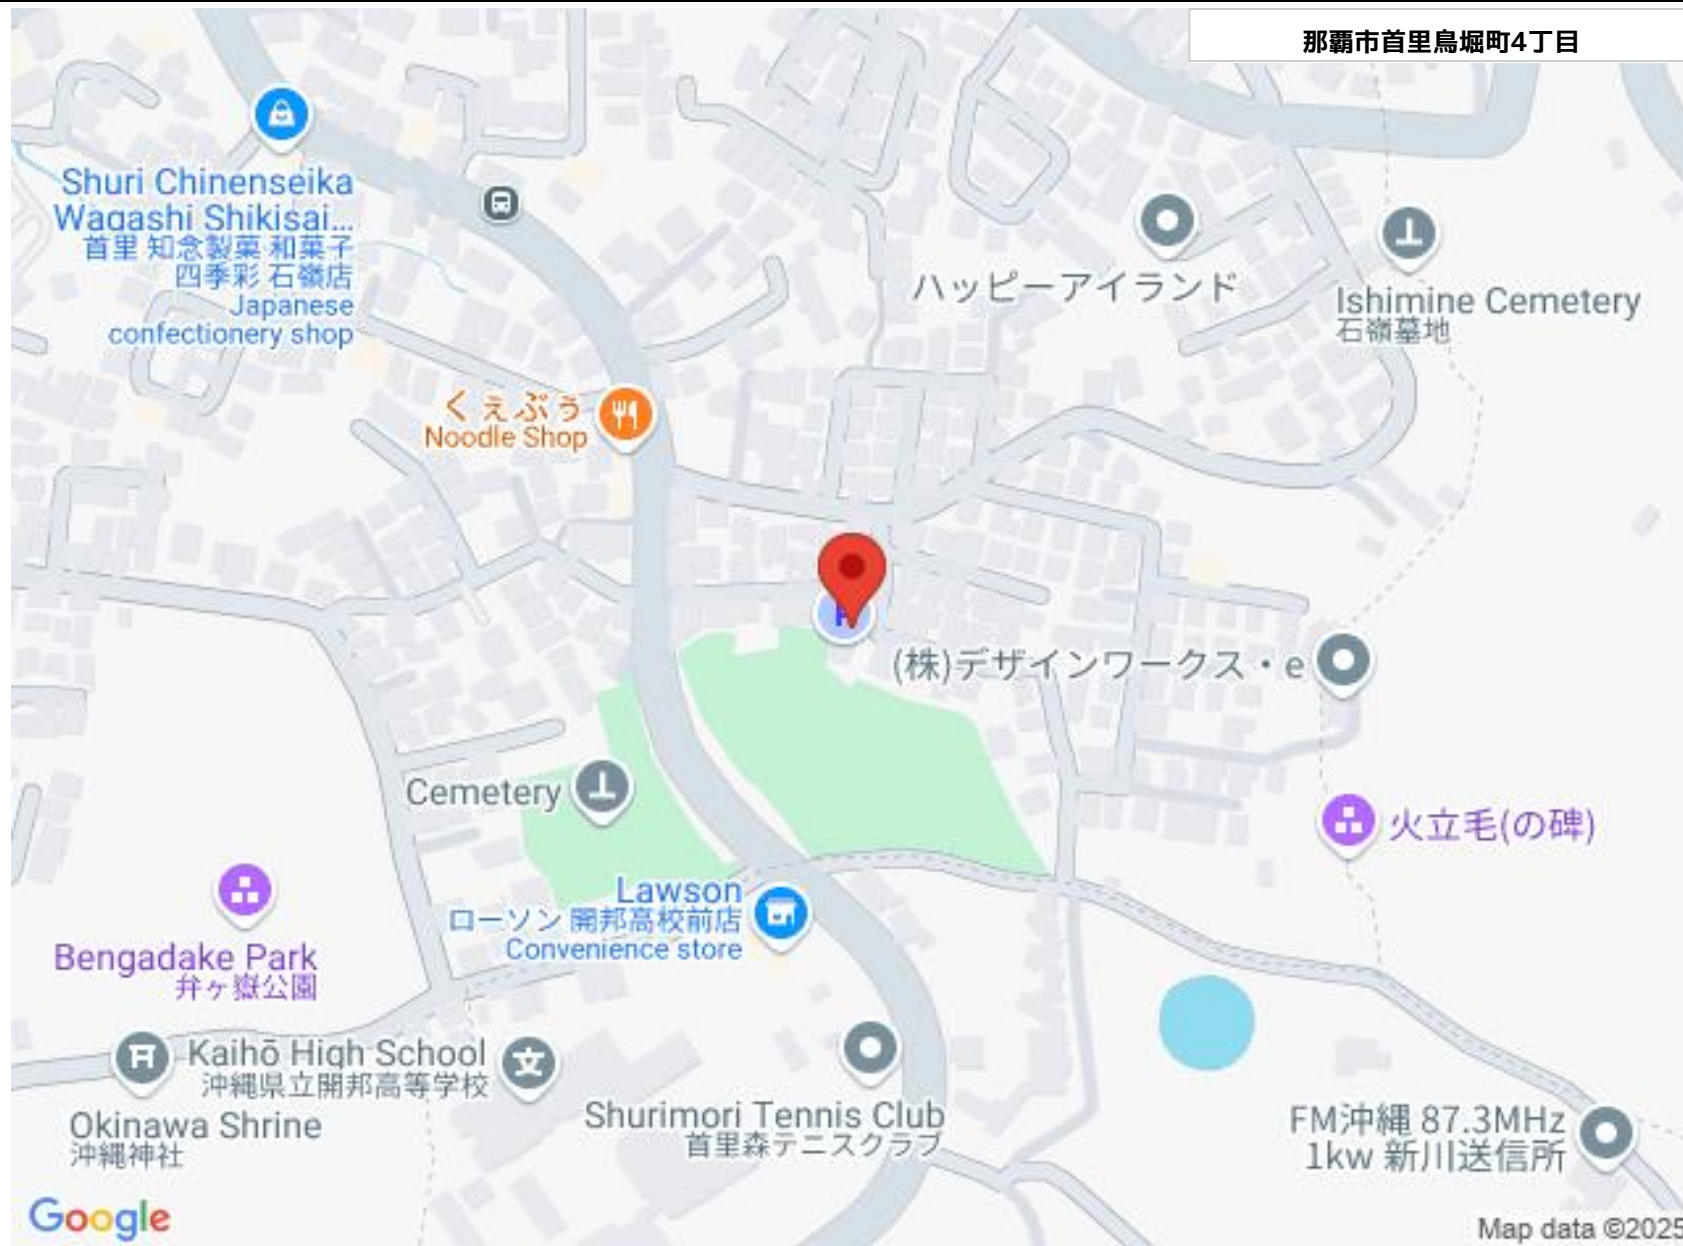 那覇市首里鳥堀町4丁目
Shuri Chinenseika
Wagashi Shikisai...
首里 知念製菓 和菓子
四季彩 石嶺店
Japanese
confectionery shop
ハッピーアイランド
Ishimine Cemetery
石嶺墓地
くぇぶぅ
Noodle Shop
(株)デザインワークス・e
Cemetery
火立毛(の碑)
Lawson
ローソン 開邦高校前店
Convenience store
Bengadake Park
弁ヶ嶽公園
Kaihō High School
沖縄県立開邦高等学校
Okinawa Shrine
沖縄神社
Shurimori Tennis Club
首里森テニスクラブ
FM沖縄 87.3MHz
1kw 新川送信所
Google
Map data ©2025